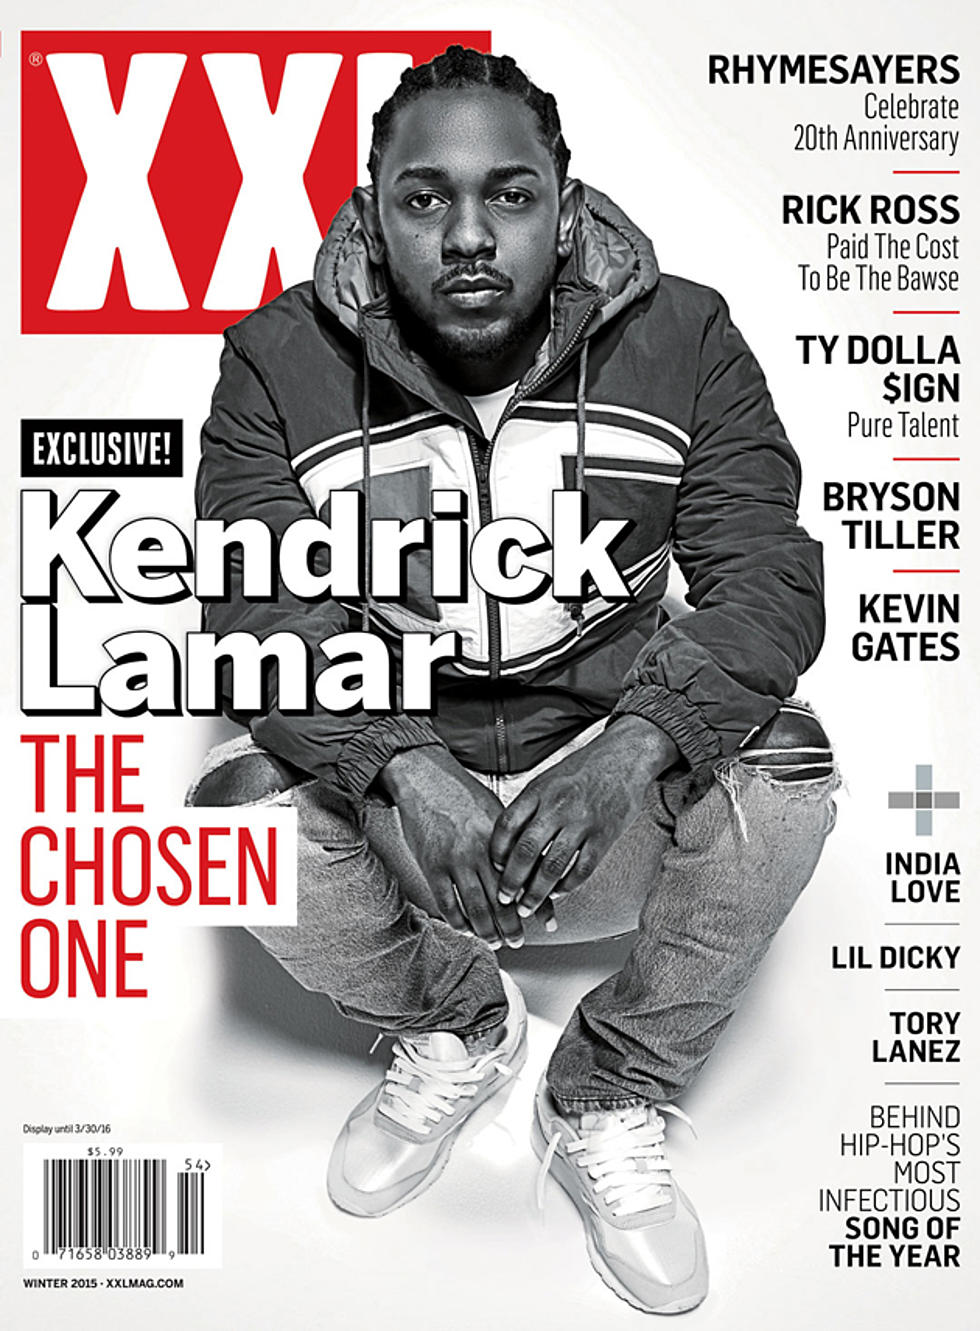 XXL
®
RHYMESAYERS
Celebrate
20th Anniversary
RICK ROSS
Paid The Cost
To Be The Bawse
TY DOLLA
$IGN
Pure Talent
BRYSON
TILLER
KEVIN
GATES
INDIA
LOVE
LIL DICKY
TORY
LANEZ
BEHIND
HIP-HOP'S
MOST
INFECTIOUS
SONG OF
THE YEAR
EXCLUSIVE!
Kendrick
Lamar
THE
CHOSEN
ONE
Display until 3/30/16
$5.99
54>
0 71658 03889 9
WINTER 2015 · XXLMAG.COM